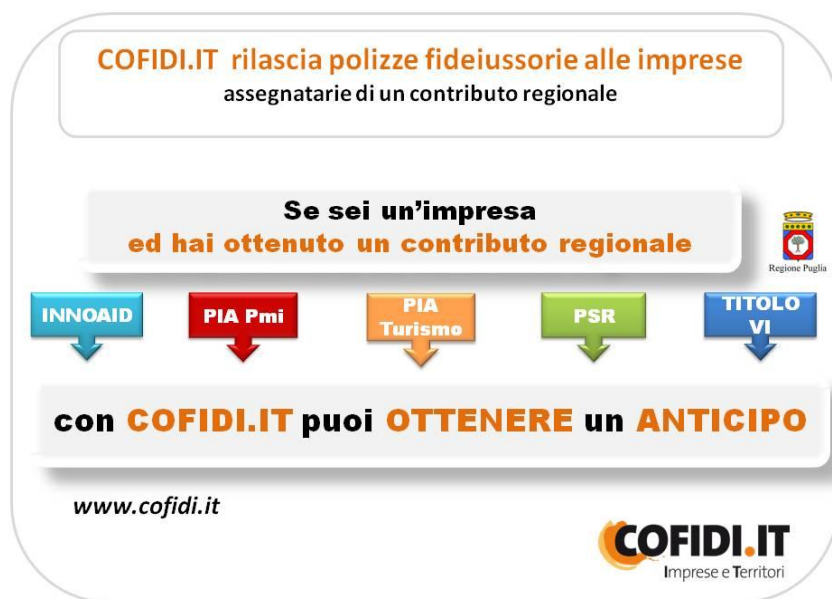 COFIDI.IT rilascia polizze fideiussorie alle imprese
assegnatarie di un contributo regionale
Se sei un'impresa
ed hai ottenuto un contributo regionale
Regione Puglia
INNOAID
PIA Pmi
PIA
Turismo
PSR
TITOLO
VI
con COFIDI.IT puoi OTTENERE un ANTICIPO
www.cofidi.it
COFIDI.IT
Imprese e Territori